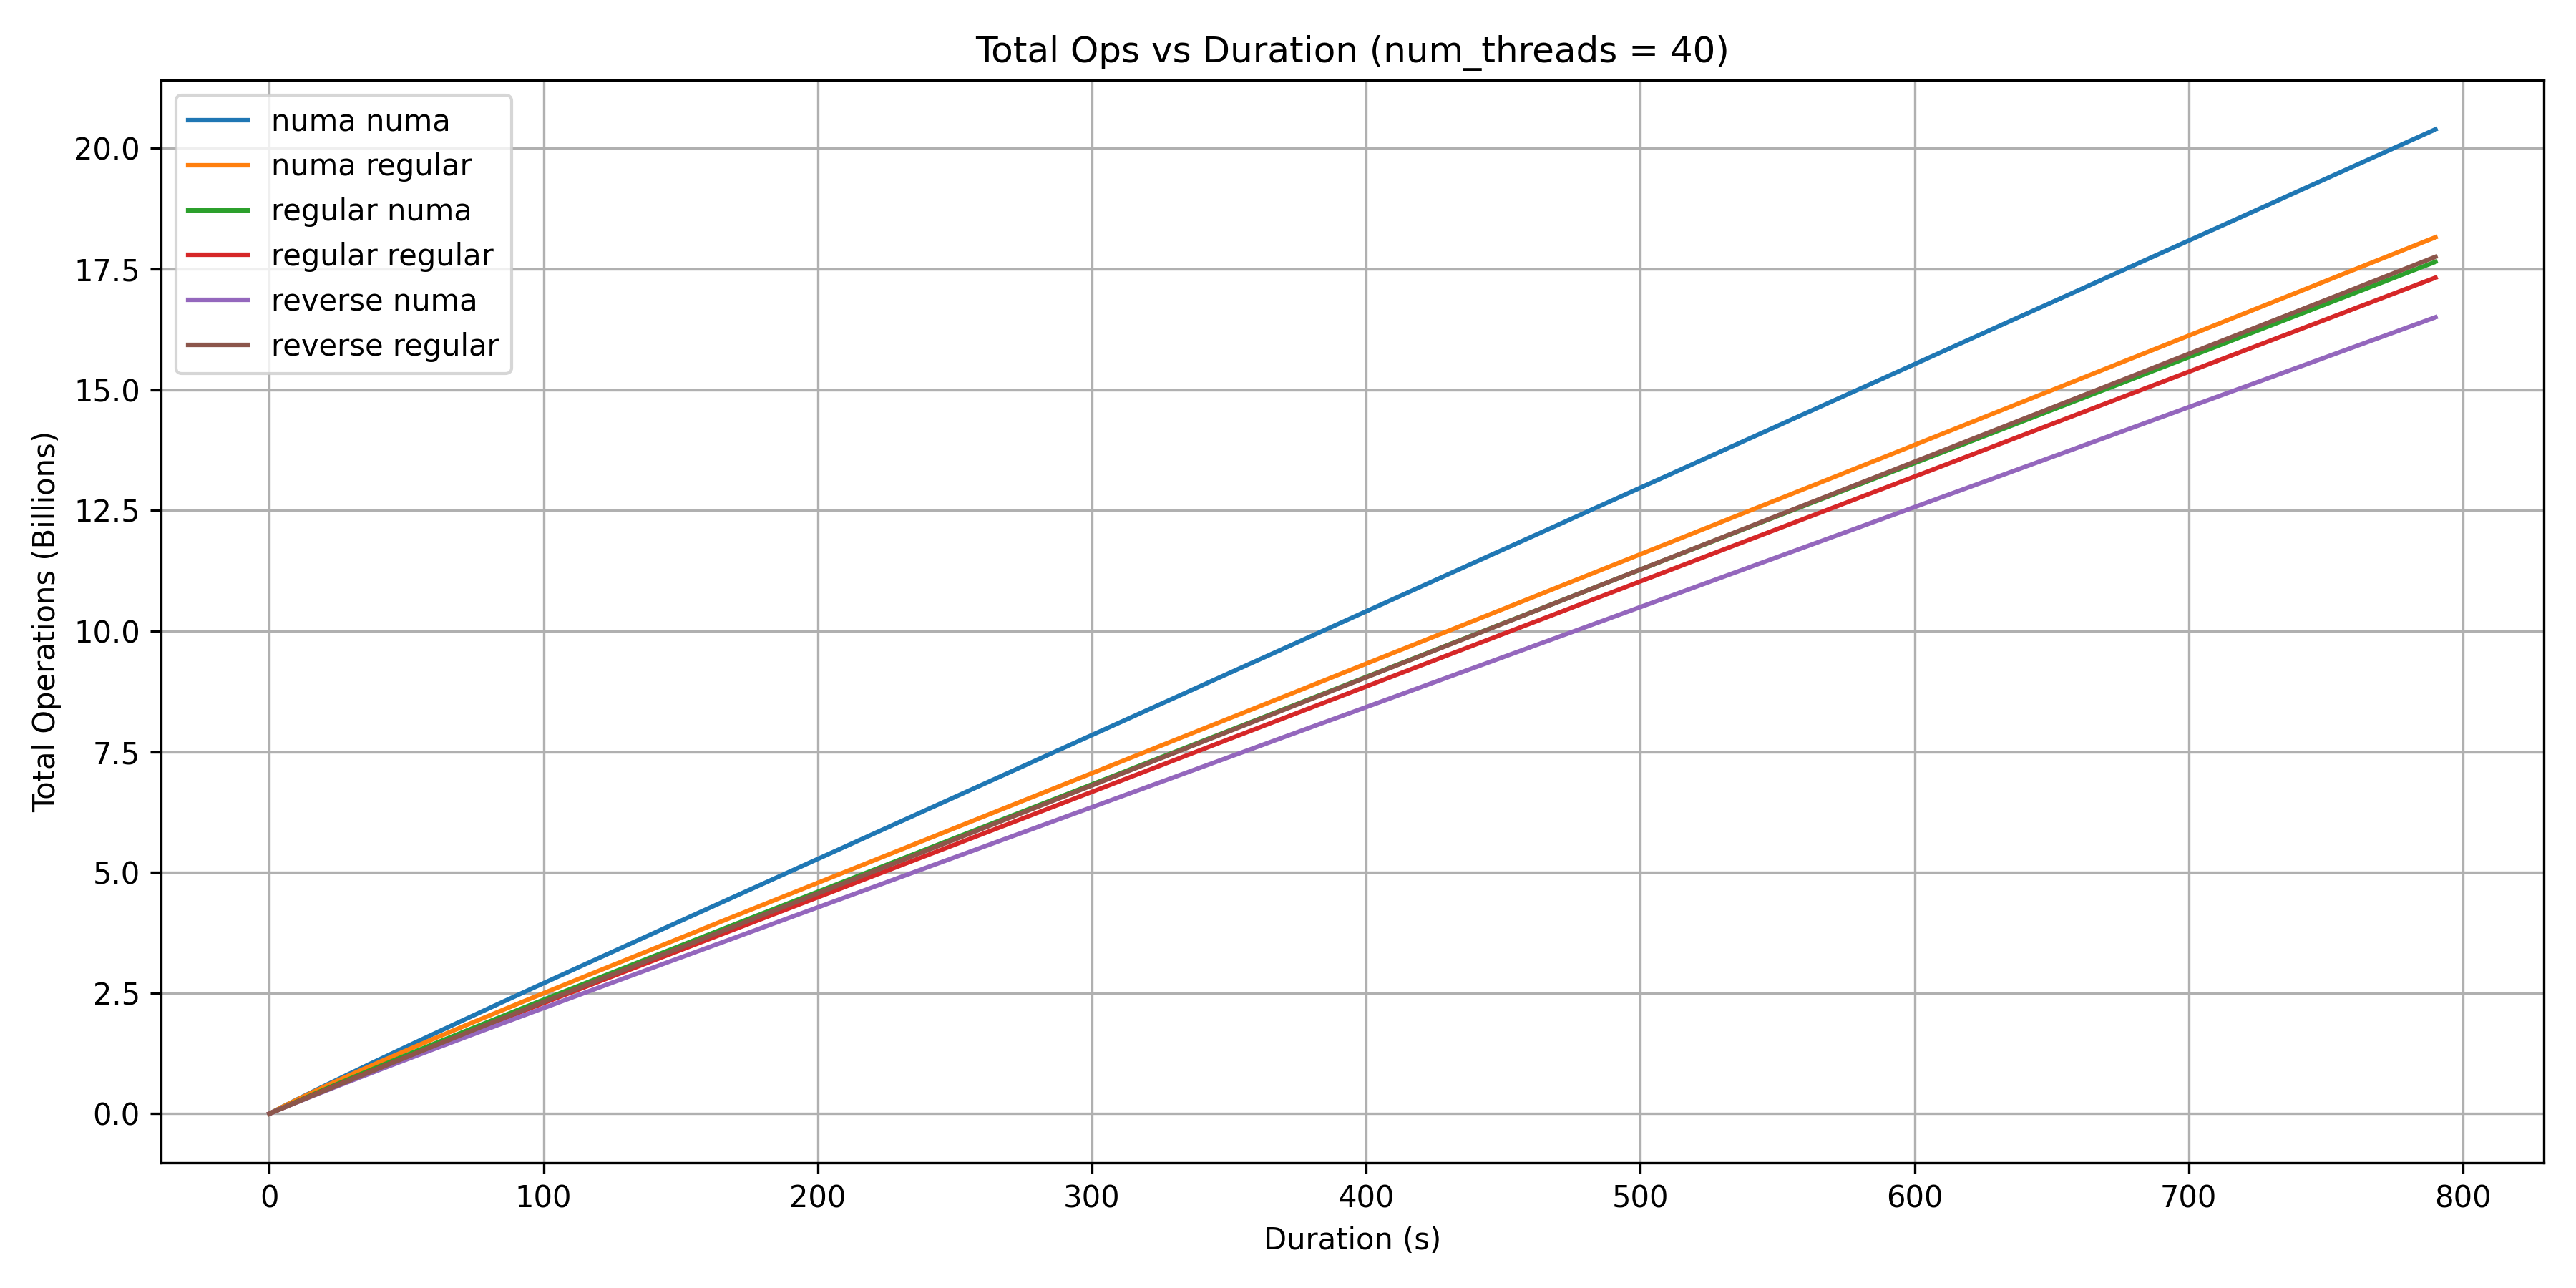 Total Ops vs Duration (num_threads = 40)
numa numa
numa regular
regular numa
regular regular
reverse numa
reverse regular
Total Operations (Billions)
20.0
17.5
15.0
12.5
10.0
7.5
5.0
2.5
0.0
0 100 200 300 400 500 600 700 800
Duration (s)